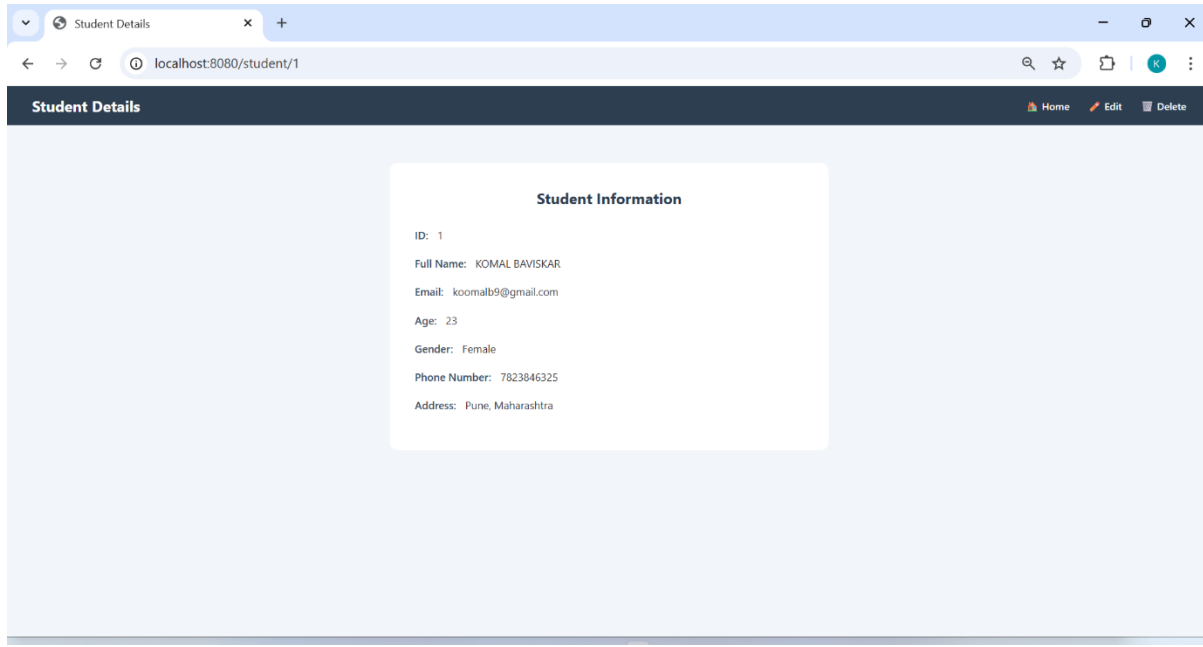 Student Details
localhost:8080/student/1
K
Student Details
Home Edit Delete
Student Information
ID: 1
Full Name: KOMAL BAVISKAR
Email: koomalb9@gmail.com
Age: 23
Gender: Female
Phone Number: 7823846325
Address: Pune, Maharashtra